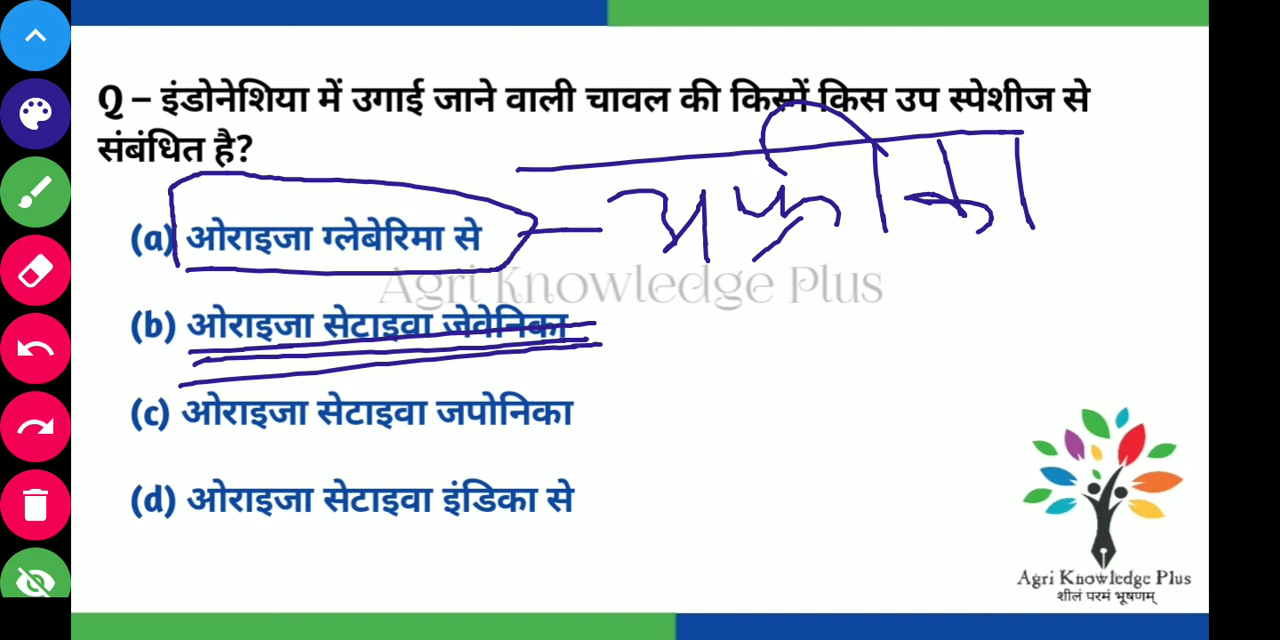 Q – इंडोनेशिया में उगाई जाने वाली चावल की किस्में किस उप स्पेशीज से
संबंधित है?
(a) ओराइजा ग्लेबेरिमा से
अफ्रीका
Agri Knowledge Plus
(b) ओराइजा सेटाइवा जेवेनिका
(c) ओराइजा सेटाइवा जपोनिका
(d) ओराइजा सेटाइवा इंडिका से
Agri Knowledge Plus
शीलं परमं भूषणम्